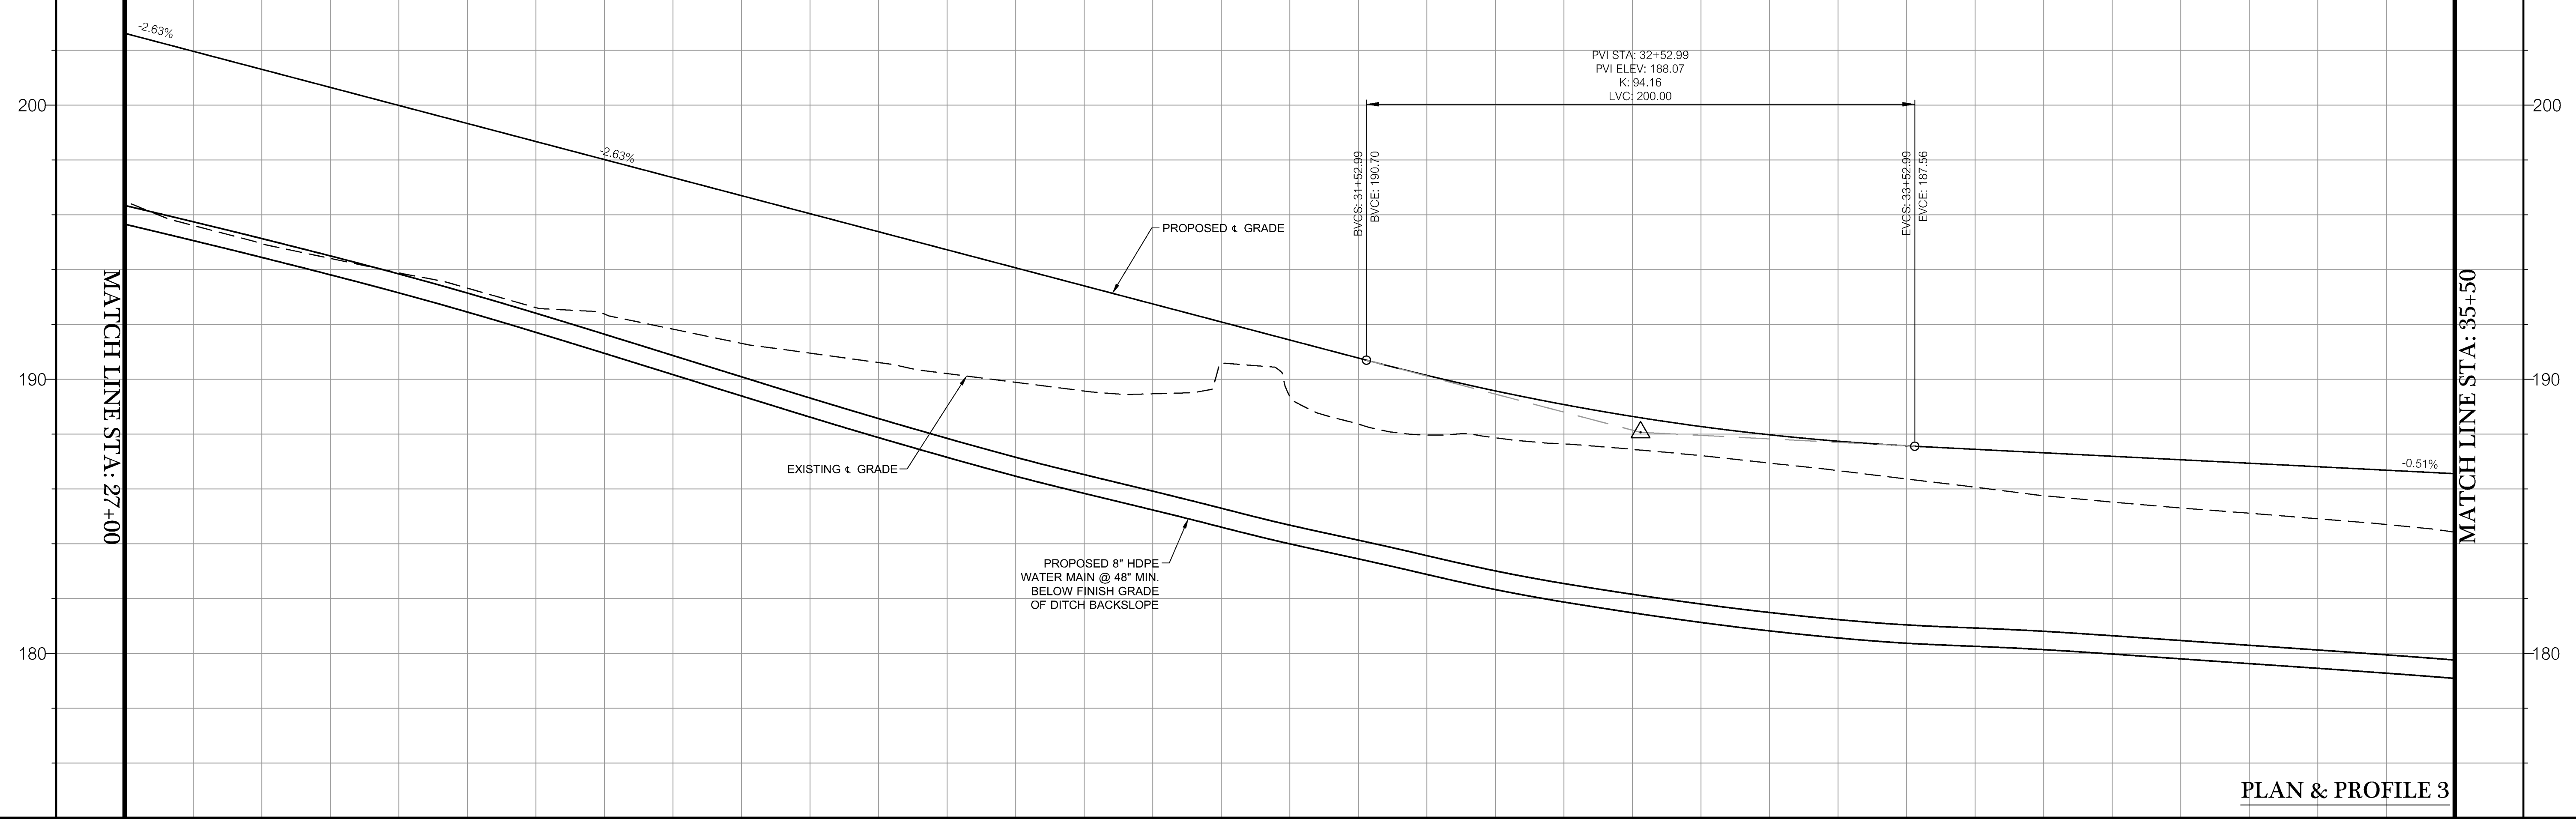 -2.63%
PVI STA: 32+52.99
PVI ELEV: 188.07
K: 94.16
LVC: 200.00
200
200
-2.63%
BVCS: 31+52.99
BVCE: 190.70
EVCS: 33+52.99
EVCE: 187.56
PROPOSED ℄ GRADE
MATCH LINE STA: 27+00
MATCH LINE STA: 35+50
190
190
EXISTING ℄ GRADE
-0.51%
PROPOSED 8" HDPE
WATER MAIN @ 48" MIN.
BELOW FINISH GRADE
OF DITCH BACKSLOPE
180
180
PLAN & PROFILE 3